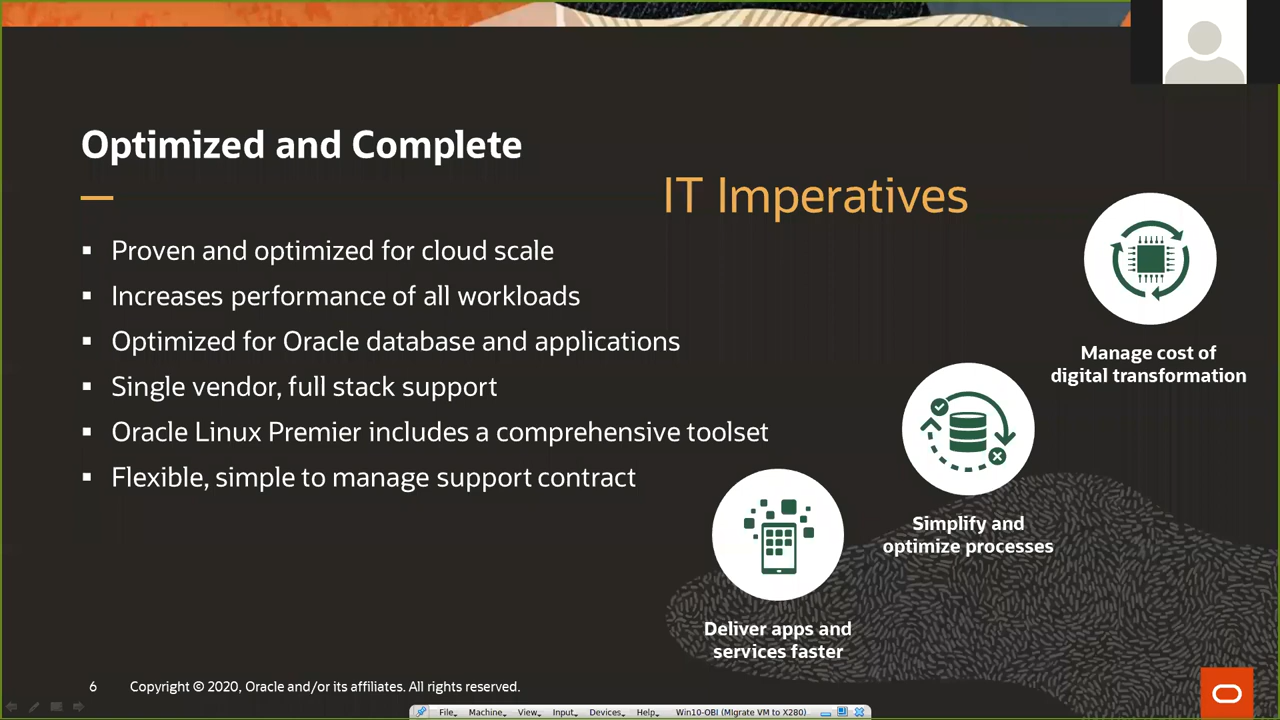 Optimized and Complete
IT Imperatives
▪ Proven and optimized for cloud scale
▪ Increases performance of all workloads
▪ Optimized for Oracle database and applications
▪ Single vendor, full stack support
▪ Oracle Linux Premier includes a comprehensive toolset
▪ Flexible, simple to manage support contract
Manage cost of
digital transformation
Simplify and
optimize processes
Deliver apps and
services faster
6 Copyright © 2020, Oracle and/or its affiliates. All rights reserved.
File Machine View Input Devices Help Win10-OBI (Migrate VM to X280)